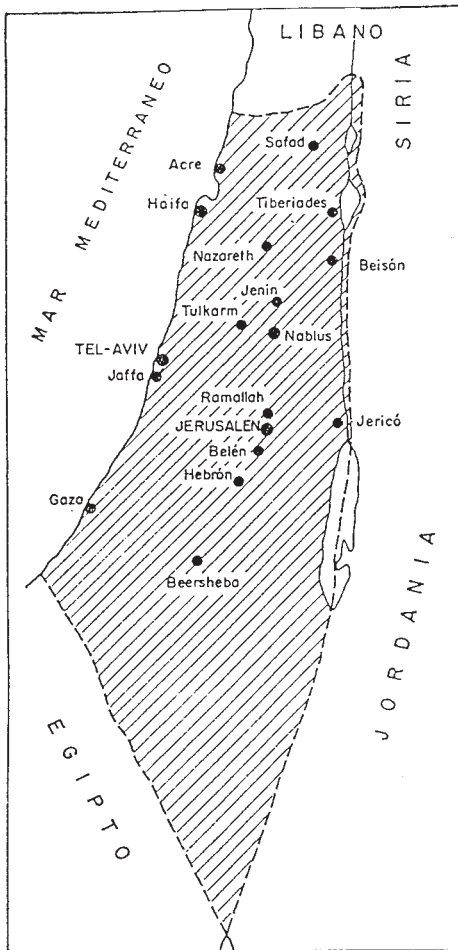 LIBANO
SIRIA
MAR MEDITERRANEO
Safad
Acre
Haifa
Tiberiades
Nazareth
Beisán
Jenin
Tulkarm
Nablus
TEL-AVIV
Jaffa
Ramallah
JERUSALEN
Jericó
Belén
Hebrón
Gaza
Beersheba
JORDANIA
EGIPTO